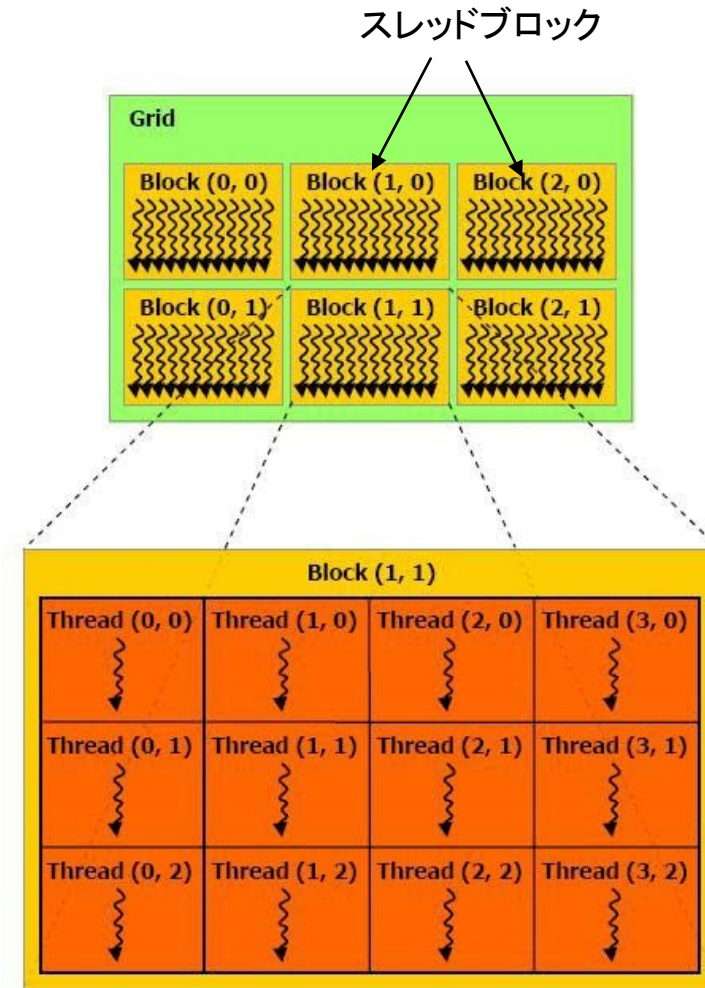 スレッドブロック
Grid
Block (0, 0) Block (1, 0) Block (2, 0)
Block (0, 1) Block (1, 1) Block (2, 1)
Block (1, 1)
Thread (0, 0) Thread (1, 0) Thread (2, 0) Thread (3, 0)
Thread (0, 1) Thread (1, 1) Thread (2, 1) Thread (3, 1)
Thread (0, 2) Thread (1, 2) Thread (2, 2) Thread (3, 2)